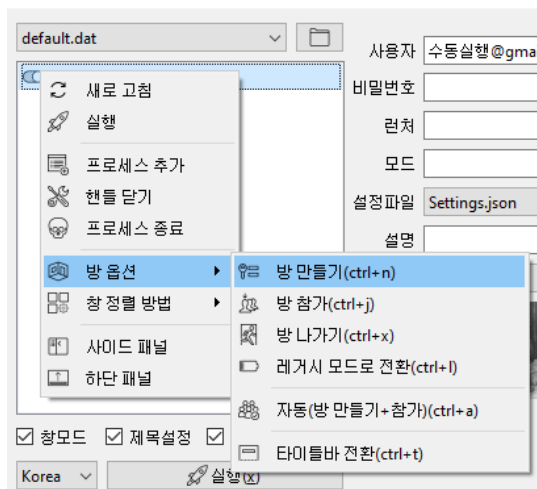 default.dat
사용자 수동실행@gma
비밀번호
런처
모드
설정파일 Settings.json
설명
새로 고침
실행
프로세스 추가
핸들 닫기
프로세스 종료
방 옵션
창 정렬 방법
사이드 패널
하단 패널
방 만들기(ctrl+n)
방 참가(ctrl+j)
방 나가기(ctrl+x)
레거시 모드로 전환(ctrl+l)
자동(방 만들기+참가)(ctrl+a)
타이틀바 전환(ctrl+t)
창모드 제목설정
Korea 실행(x)